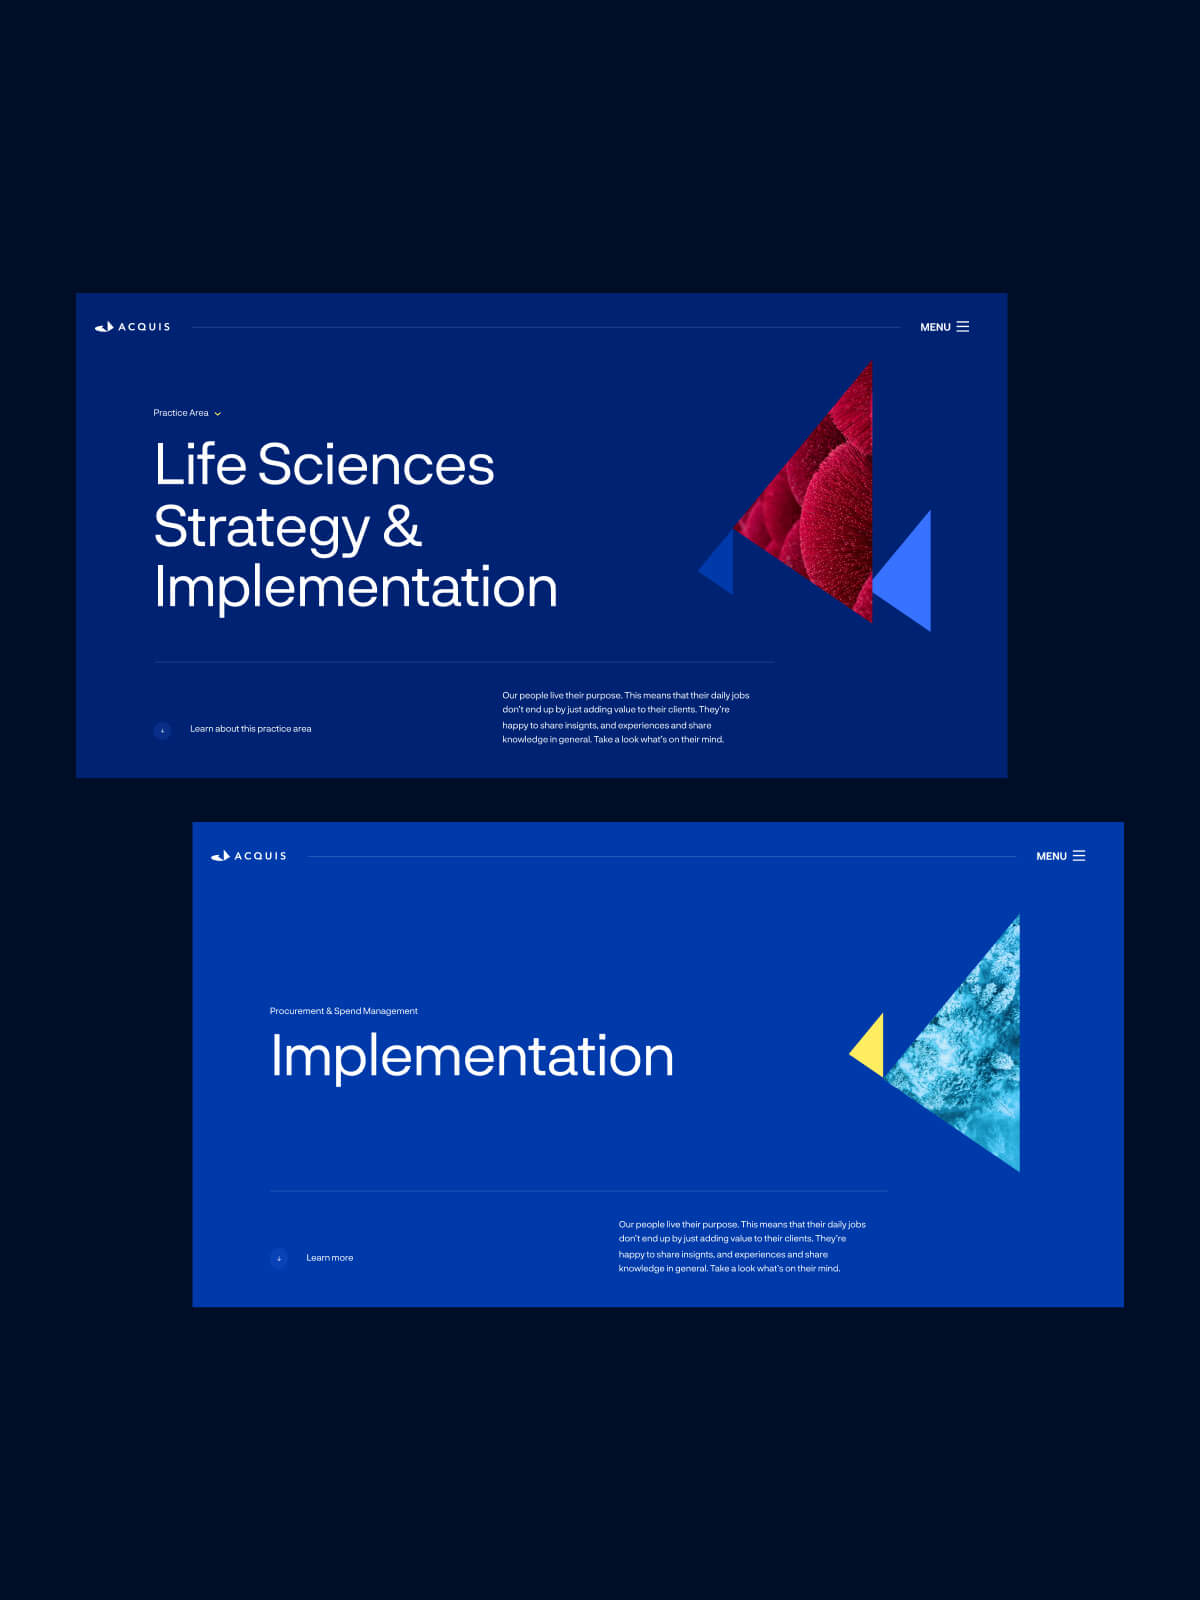 ACQUIS
MENU
Practice Area
Life Sciences
Strategy &
Implementation
Learn about this practice area
Our people live their purpose. This means that their daily jobs
don't end up by just adding value to their clients. They're
happy to share insignts, and experiences and share
knowledge in general. Take a look what's on their mind.
ACQUIS
MENU
Procurement & Spend Management
Implementation
Learn more
Our people live their purpose. This means that their daily jobs
don't end up by just adding value to their clients. They're
happy to share insignts, and experiences and share
knowledge in general. Take a look what's on their mind.